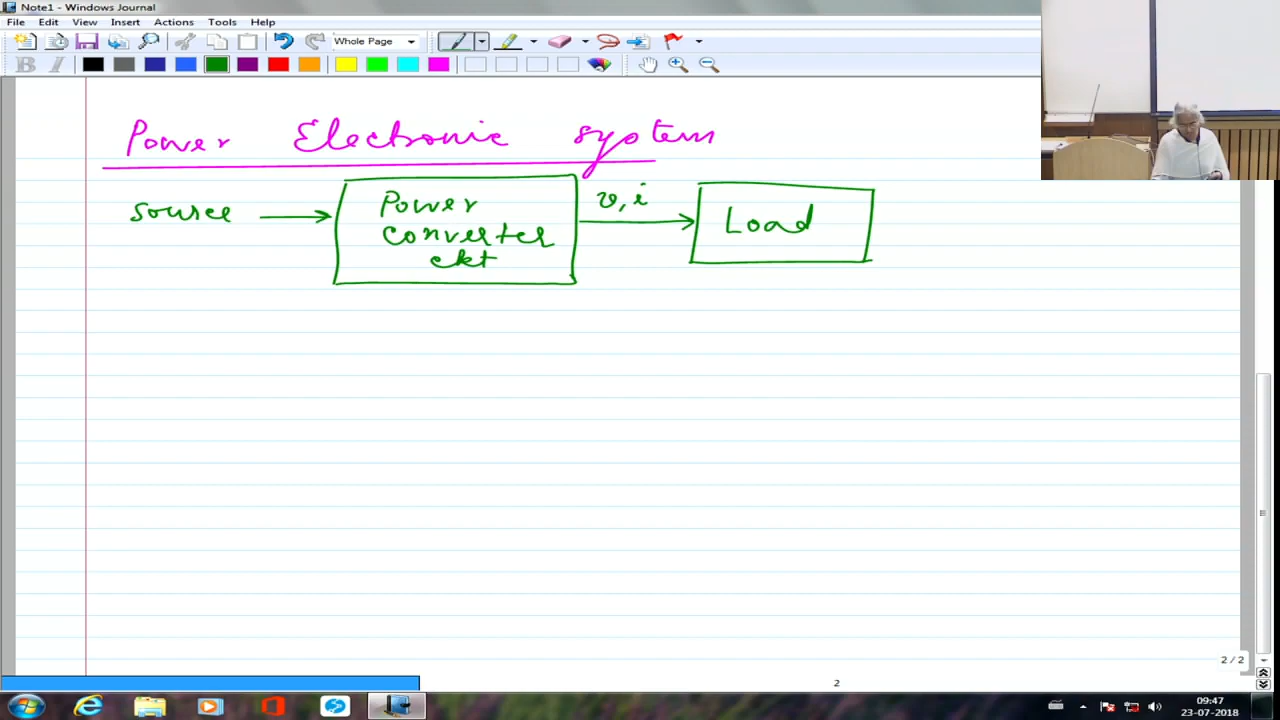 Note1 - Windows Journal
File Edit View Insert Actions Tools Help
Whole Page
B I
Power Electronic system
source
Power
converter
ckt
v, i
Load
2 / 2
2
09:47
23-07-2018